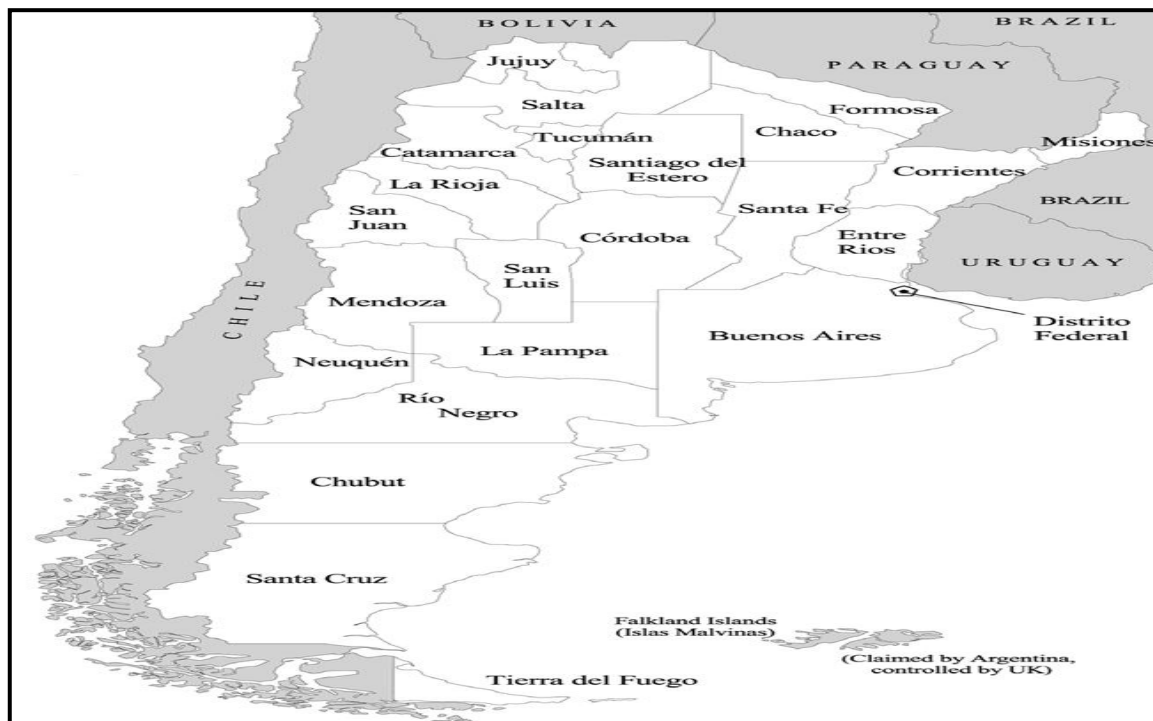 BOLIVIA
BRAZIL
PARAGUAY
Jujuy
Salta
Formosa
Tucumán
Chaco
Misiones
Catamarca
Santiago del
Estero
Corrientes
La Rioja
BRAZIL
San
Juan
Santa Fe
Córdoba
Entre
Rios
URUGUAY
San
Luis
CHILE
Mendoza
Distrito
Federal
Buenos Aires
La Pampa
Neuquén
Río
Negro
Chubut
Santa Cruz
Falkland Islands
(Islas Malvinas)
(Claimed by Argentina,
controlled by UK)
Tierra del Fuego